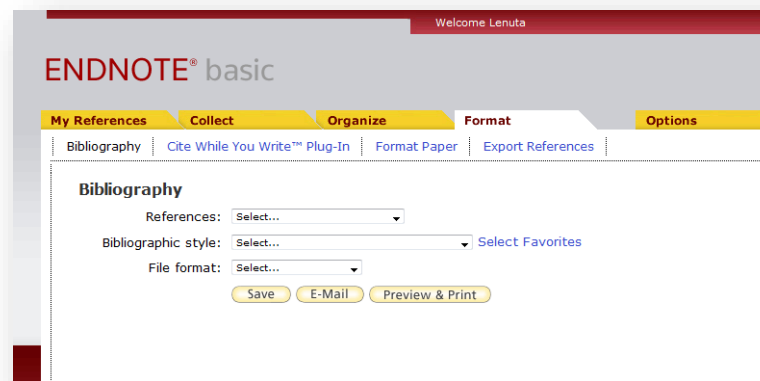 Welcome Lenuta
ENDNOTE® basic
My References Collect Organize Format Options
Bibliography Cite While You Write™ Plug-In Format Paper Export References
Bibliography
References: Select...
Bibliographic style: Select... Select Favorites
File format: Select...
Save E-Mail Preview & Print